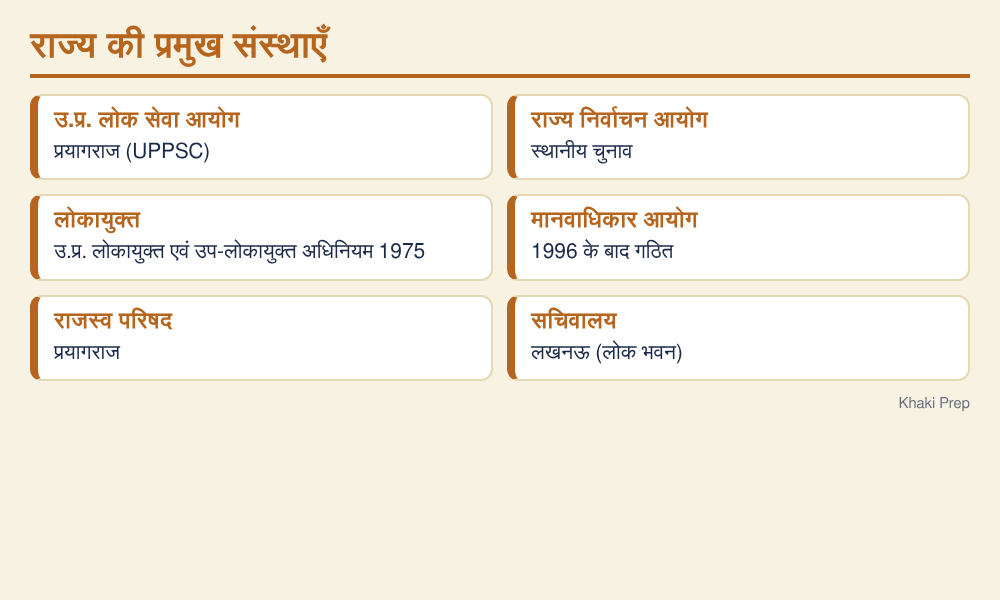 राज्य की प्रमुख संस्थाएँ
उ.प्र. लोक सेवा आयोग
प्रयागराज (UPPSC)
राज्य निर्वाचन आयोग
स्थानीय चुनाव
लोकायुक्त
उ.प्र. लोकायुक्त एवं उप-लोकायुक्त अधिनियम 1975
मानवाधिकार आयोग
1996 के बाद गठित
राजस्व परिषद
प्रयागराज
सचिवालय
लखनऊ (लोक भवन)
Khaki Prep